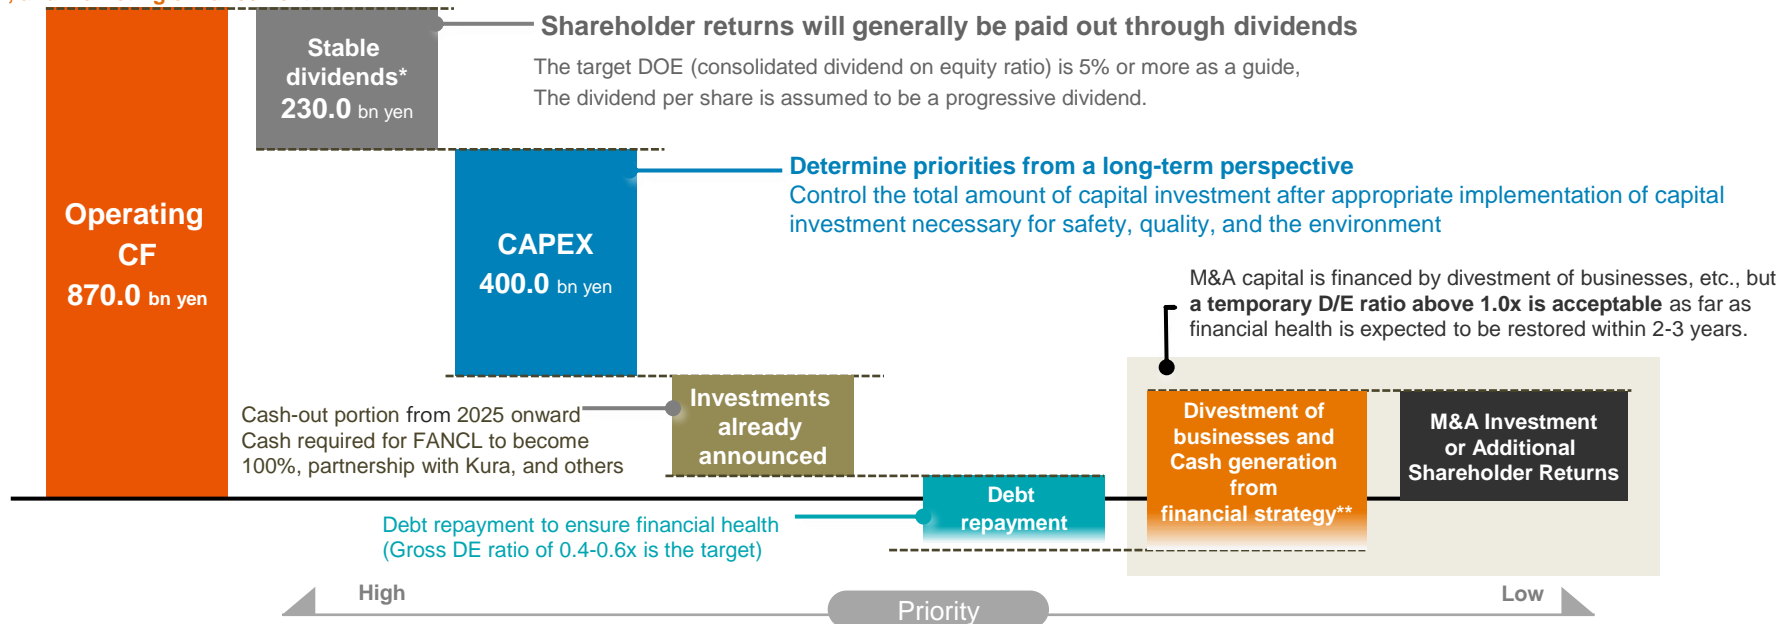 Operating
CF
870.0 bn yen
Stable
dividends*
230.0 bn yen
Shareholder returns will generally be paid out through dividends
The target DOE (consolidated dividend on equity ratio) is 5% or more as a guide,
The dividend per share is assumed to be a progressive dividend.
CAPEX
400.0 bn yen
Determine priorities from a long-term perspective
Control the total amount of capital investment after appropriate implementation of capital
investment necessary for safety, quality, and the environment
M&A capital is financed by divestment of businesses, etc., but
a temporary D/E ratio above 1.0x is acceptable as far as
financial health is expected to be restored within 2-3 years.
Cash-out portion from 2025 onward
Cash required for FANCL to become
100%, partnership with Kura, and others
Investments
already
announced
Debt repayment to ensure financial health
(Gross DE ratio of 0.4-0.6x is the target)
Debt
repayment
Divestment of
businesses and
Cash generation
from
financial strategy**
M&A Investment
or Additional
Shareholder Returns
High
Priority
Low